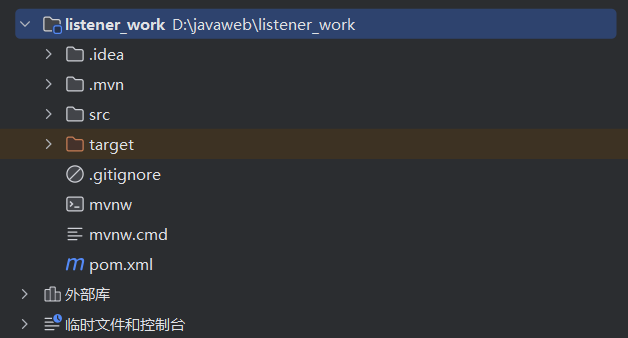 listener_work D:\javaweb\listener_work
.idea
.mvn
src
target
.gitignore
mvnw
mvnw.cmd
pom.xml
外部库
临时文件和控制台